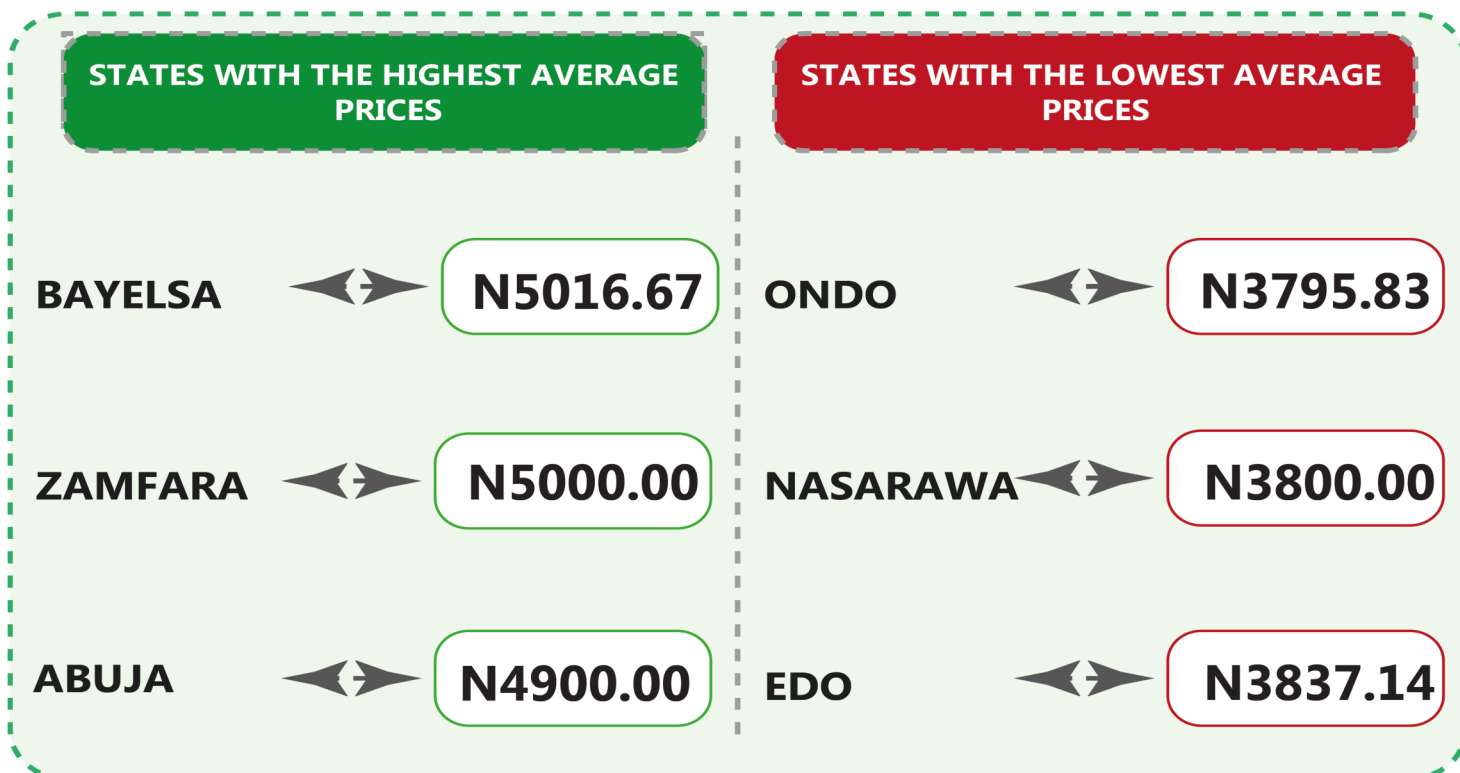 STATES WITH THE HIGHEST AVERAGE
PRICES
BAYELSA N5016.67
ZAMFARA N5000.00
ABUJA N4900.00
STATES WITH THE LOWEST AVERAGE
PRICES
ONDO N3795.83
NASARAWA N3800.00
EDO N3837.14